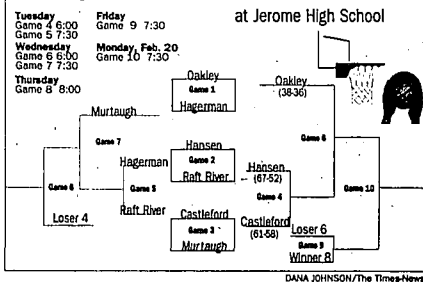 Tuesday
Game 4 6:00
Game 5 7:30
Wednesday
Game 6 6:00
Game 7 7:30
Thursday
Game 8 8:00
Friday
Game 9 7:30
Monday, Feb. 20
Game 10 7:30
at Jerome High School
Oakley
Game 1
Hagerman
Oakley
(38-36)
Murtaugh
Game 7
Game 6
Hagerman
Hansen
Game 2
Raft River
Hansen
(67-52)
Game 6
Game 5
Game 4
Game 10
Raft River
Castleford
Castleford
(61-58)
Loser 4
Game 3
Murtaugh
Loser 6
Game 9
Winner 8
DANA JOHNSON/The Times-News